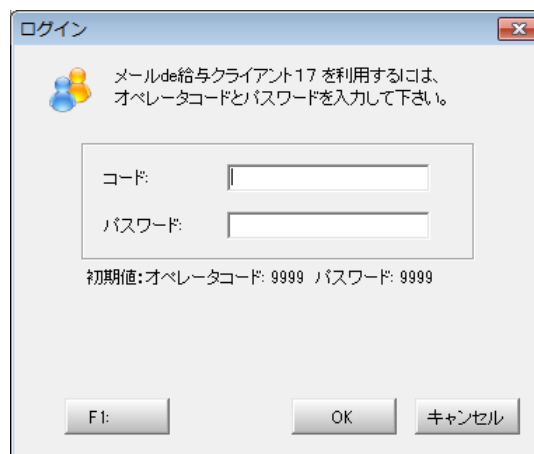 ログイン
メールde給与クライアント17 を利用するには、
オペレータコードとパスワードを入力して下さい。
コード:
パスワード:
初期値:オペレータコード: 9999 パスワード: 9999
F1:
OK
キャンセル